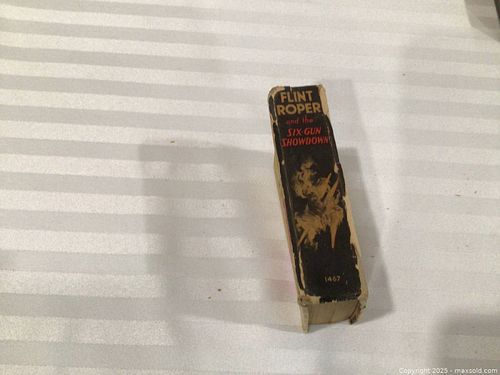 FLINT
ROPER
and the
SIX-GUN
SHOWDOWN
1467
Copyright 2025 - maxsold.com